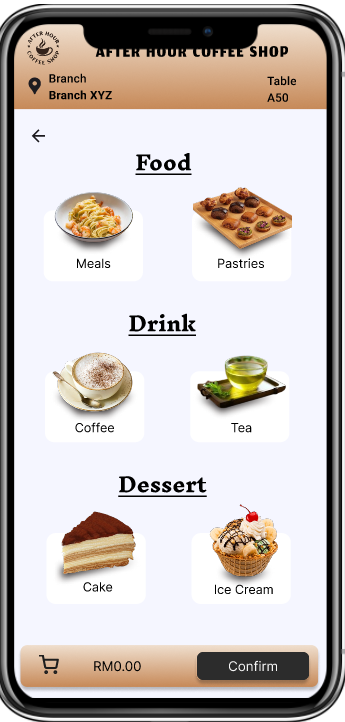 AFTER HOUR
COFFEE SHOP
AFTER HOUR COFFEE SHOP
Branch
Branch XYZ
Table
A50
Food
Meals
Pastries
Drink
Coffee
Tea
Dessert
Cake
Ice Cream
RM0.00
Confirm